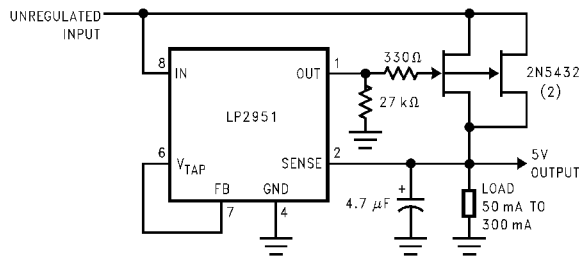 UNREGULATED
INPUT
8
IN
OUT
1
330Ω
27 kΩ
2N5432
(2)
LP2951
6
VTAP
SENSE
2
FB
GND
7
4
4.7 μF
+
5V
OUTPUT
LOAD
50 mA TO
300 mA